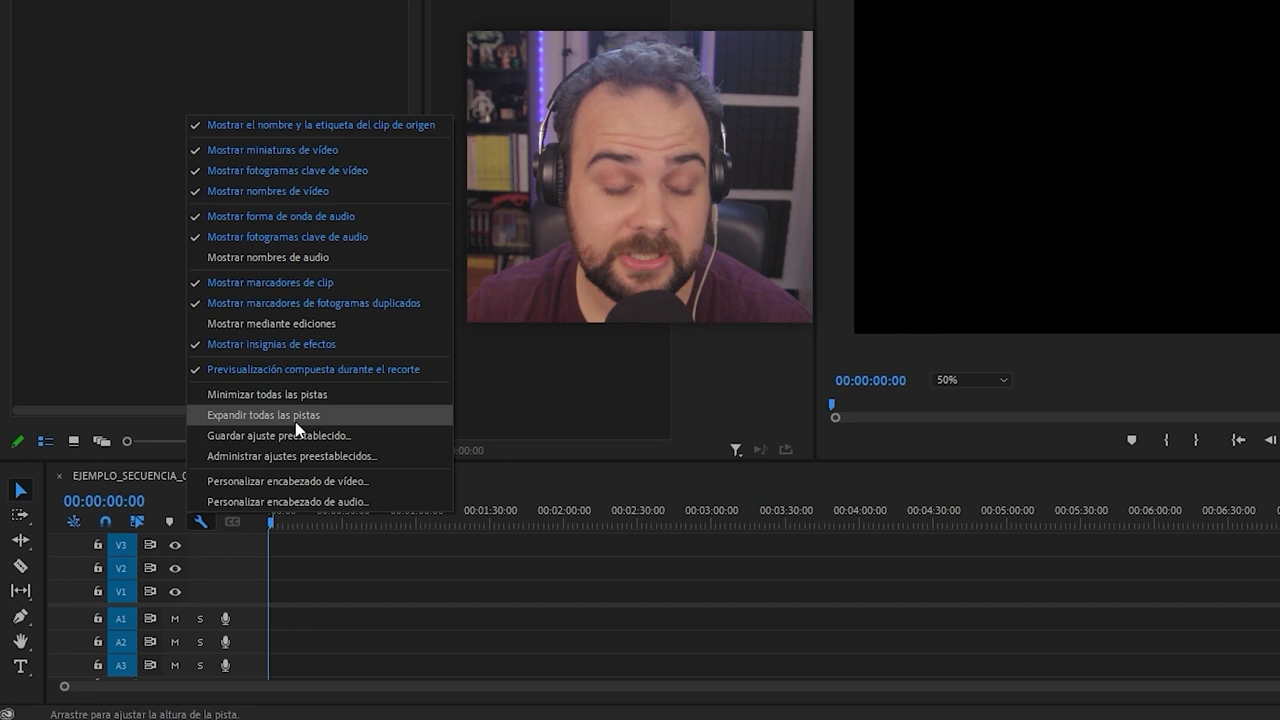 Mostrar el nombre y la etiqueta del clip de origen
Mostrar miniaturas de vídeo
Mostrar fotogramas clave de vídeo
Mostrar nombres de vídeo
Mostrar forma de onda de audio
Mostrar fotogramas clave de audio
Mostrar nombres de audio
Mostrar marcadores de clip
Mostrar marcadores de fotogramas duplicados
Mostrar mediante ediciones
Mostrar insignias de efectos
Previsualización compuesta durante el recorte
Minimizar todas las pistas
Expandir todas las pistas
Guardar ajuste preestablecido...
Administrar ajustes preestablecidos...
Personalizar encabezado de vídeo...
Personalizar encabezado de audio...
00:00:00:00 50%
:00:00
× EJEMPLO_SECUENCIA_0
00:00:00:00
00:01:30:00 00:02:00:00 00:02:30:00 00:03:00:00 00:03:30:00 00:04:00:00 00:04:30:00 00:05:00:00 00:05:30:00 00:06:00:00 00:06:30:00
V3
V2
V1
A1 M S
A2 M S
A3 M S
Arrastre para ajustar la altura de la pista.